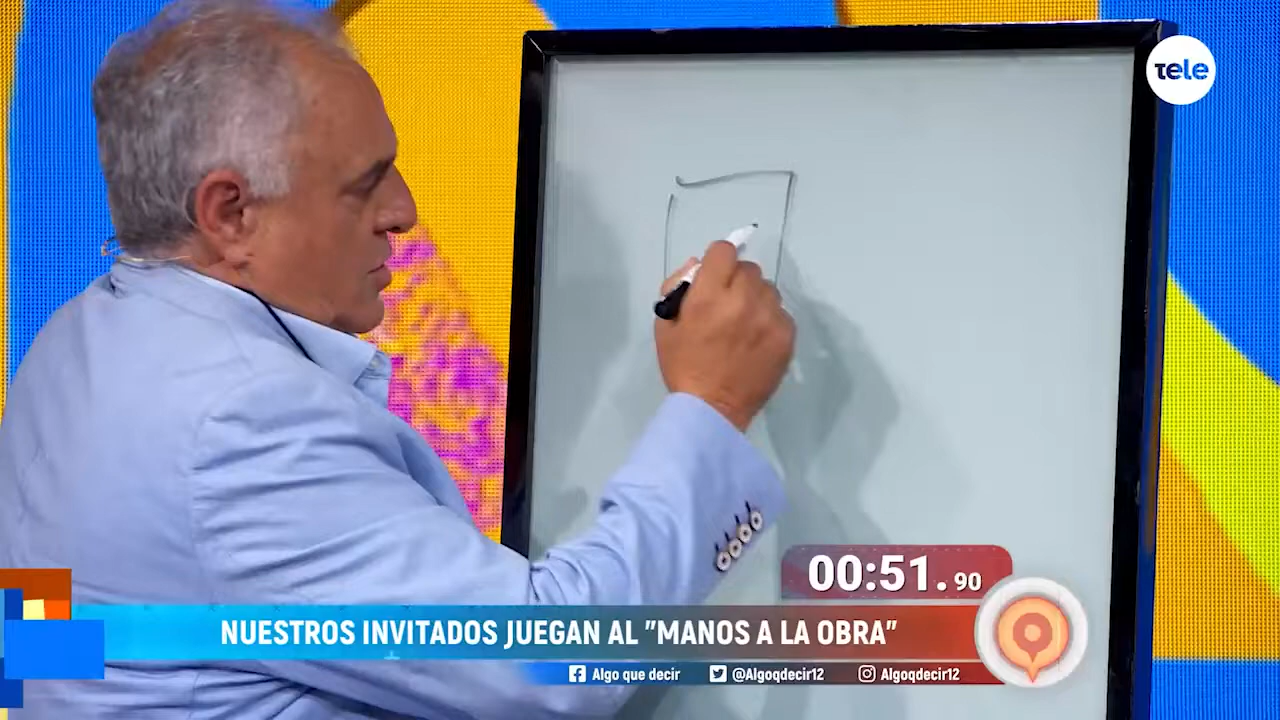 tele
00:51.90
NUESTROS INVITADOS JUEGAN AL "MANOS A LA OBRA"
Algo que decir @Algoqdecir12 Algoqdecir12